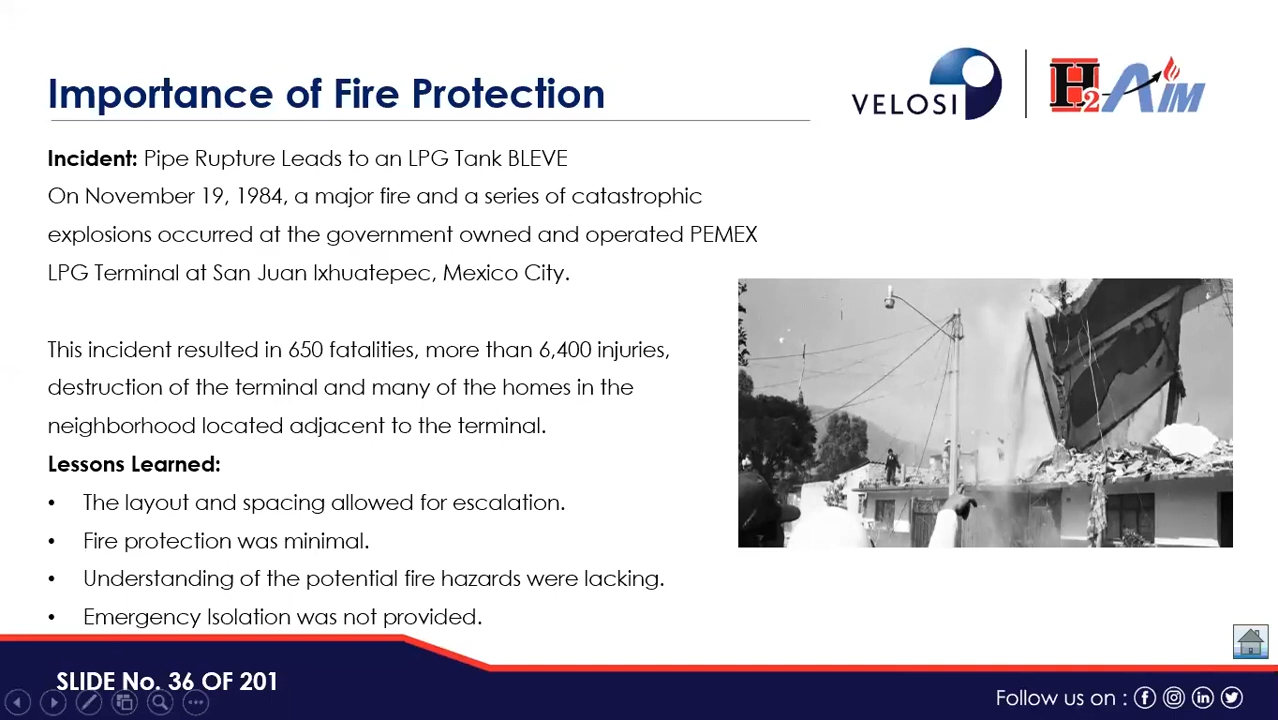 Importance of Fire Protection
VELOSI
H2AIM
Incident: Pipe Rupture Leads to an LPG Tank BLEVE
On November 19, 1984, a major fire and a series of catastrophic
explosions occurred at the government owned and operated PEMEX
LPG Terminal at San Juan Ixhuatepec, Mexico City.
This incident resulted in 650 fatalities, more than 6,400 injuries,
destruction of the terminal and many of the homes in the
neighborhood located adjacent to the terminal.
Lessons Learned:
• The layout and spacing allowed for escalation.
• Fire protection was minimal.
• Understanding of the potential fire hazards were lacking.
• Emergency Isolation was not provided.
SLIDE No. 36 OF 201
Follow us on :